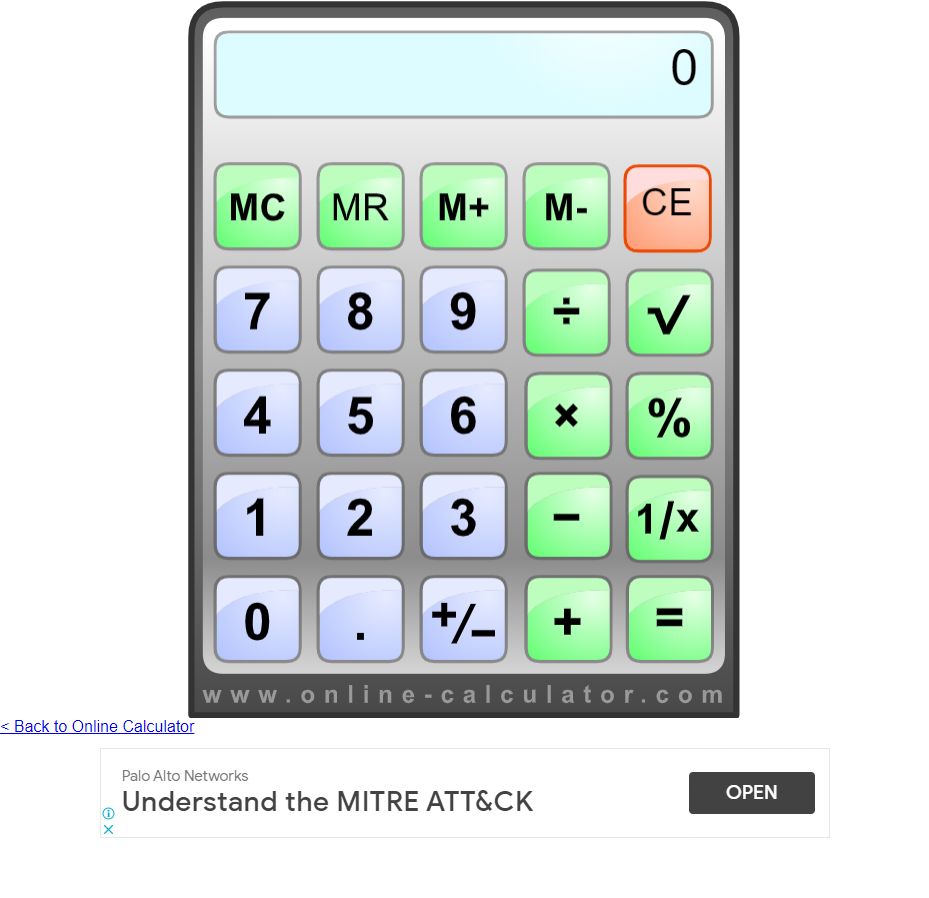 0
MC MR M+ M- CE
7 8 9 ÷ √
4 5 6 × %
1 2 3 − 1/x
0 . +/− + =
www.online-calculator.com
< Back to Online Calculator
Palo Alto Networks
Understand the MITRE ATT&CK
OPEN